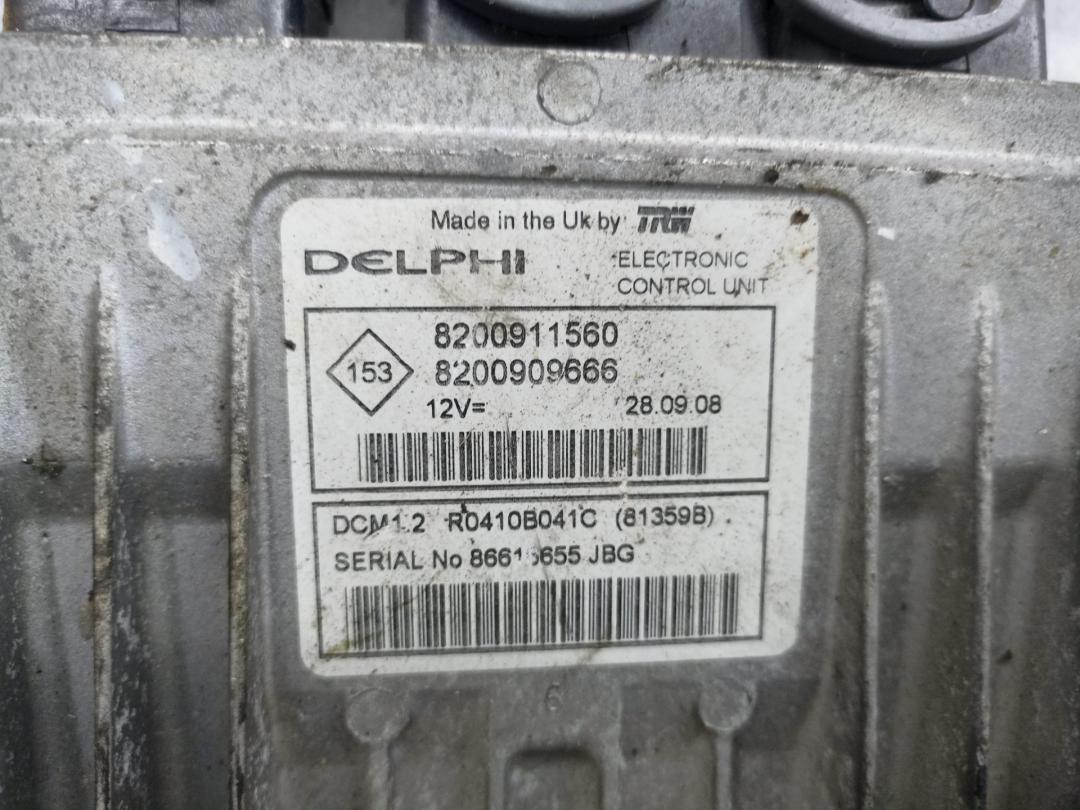 Made in the Uk by TRW
DELPHI
ELECTRONIC
CONTROL UNIT
153
8200911560
8200909666
12V=
28.09.08
DCM1.2 R0410B041C (81359B)
SERIAL No JBG
6